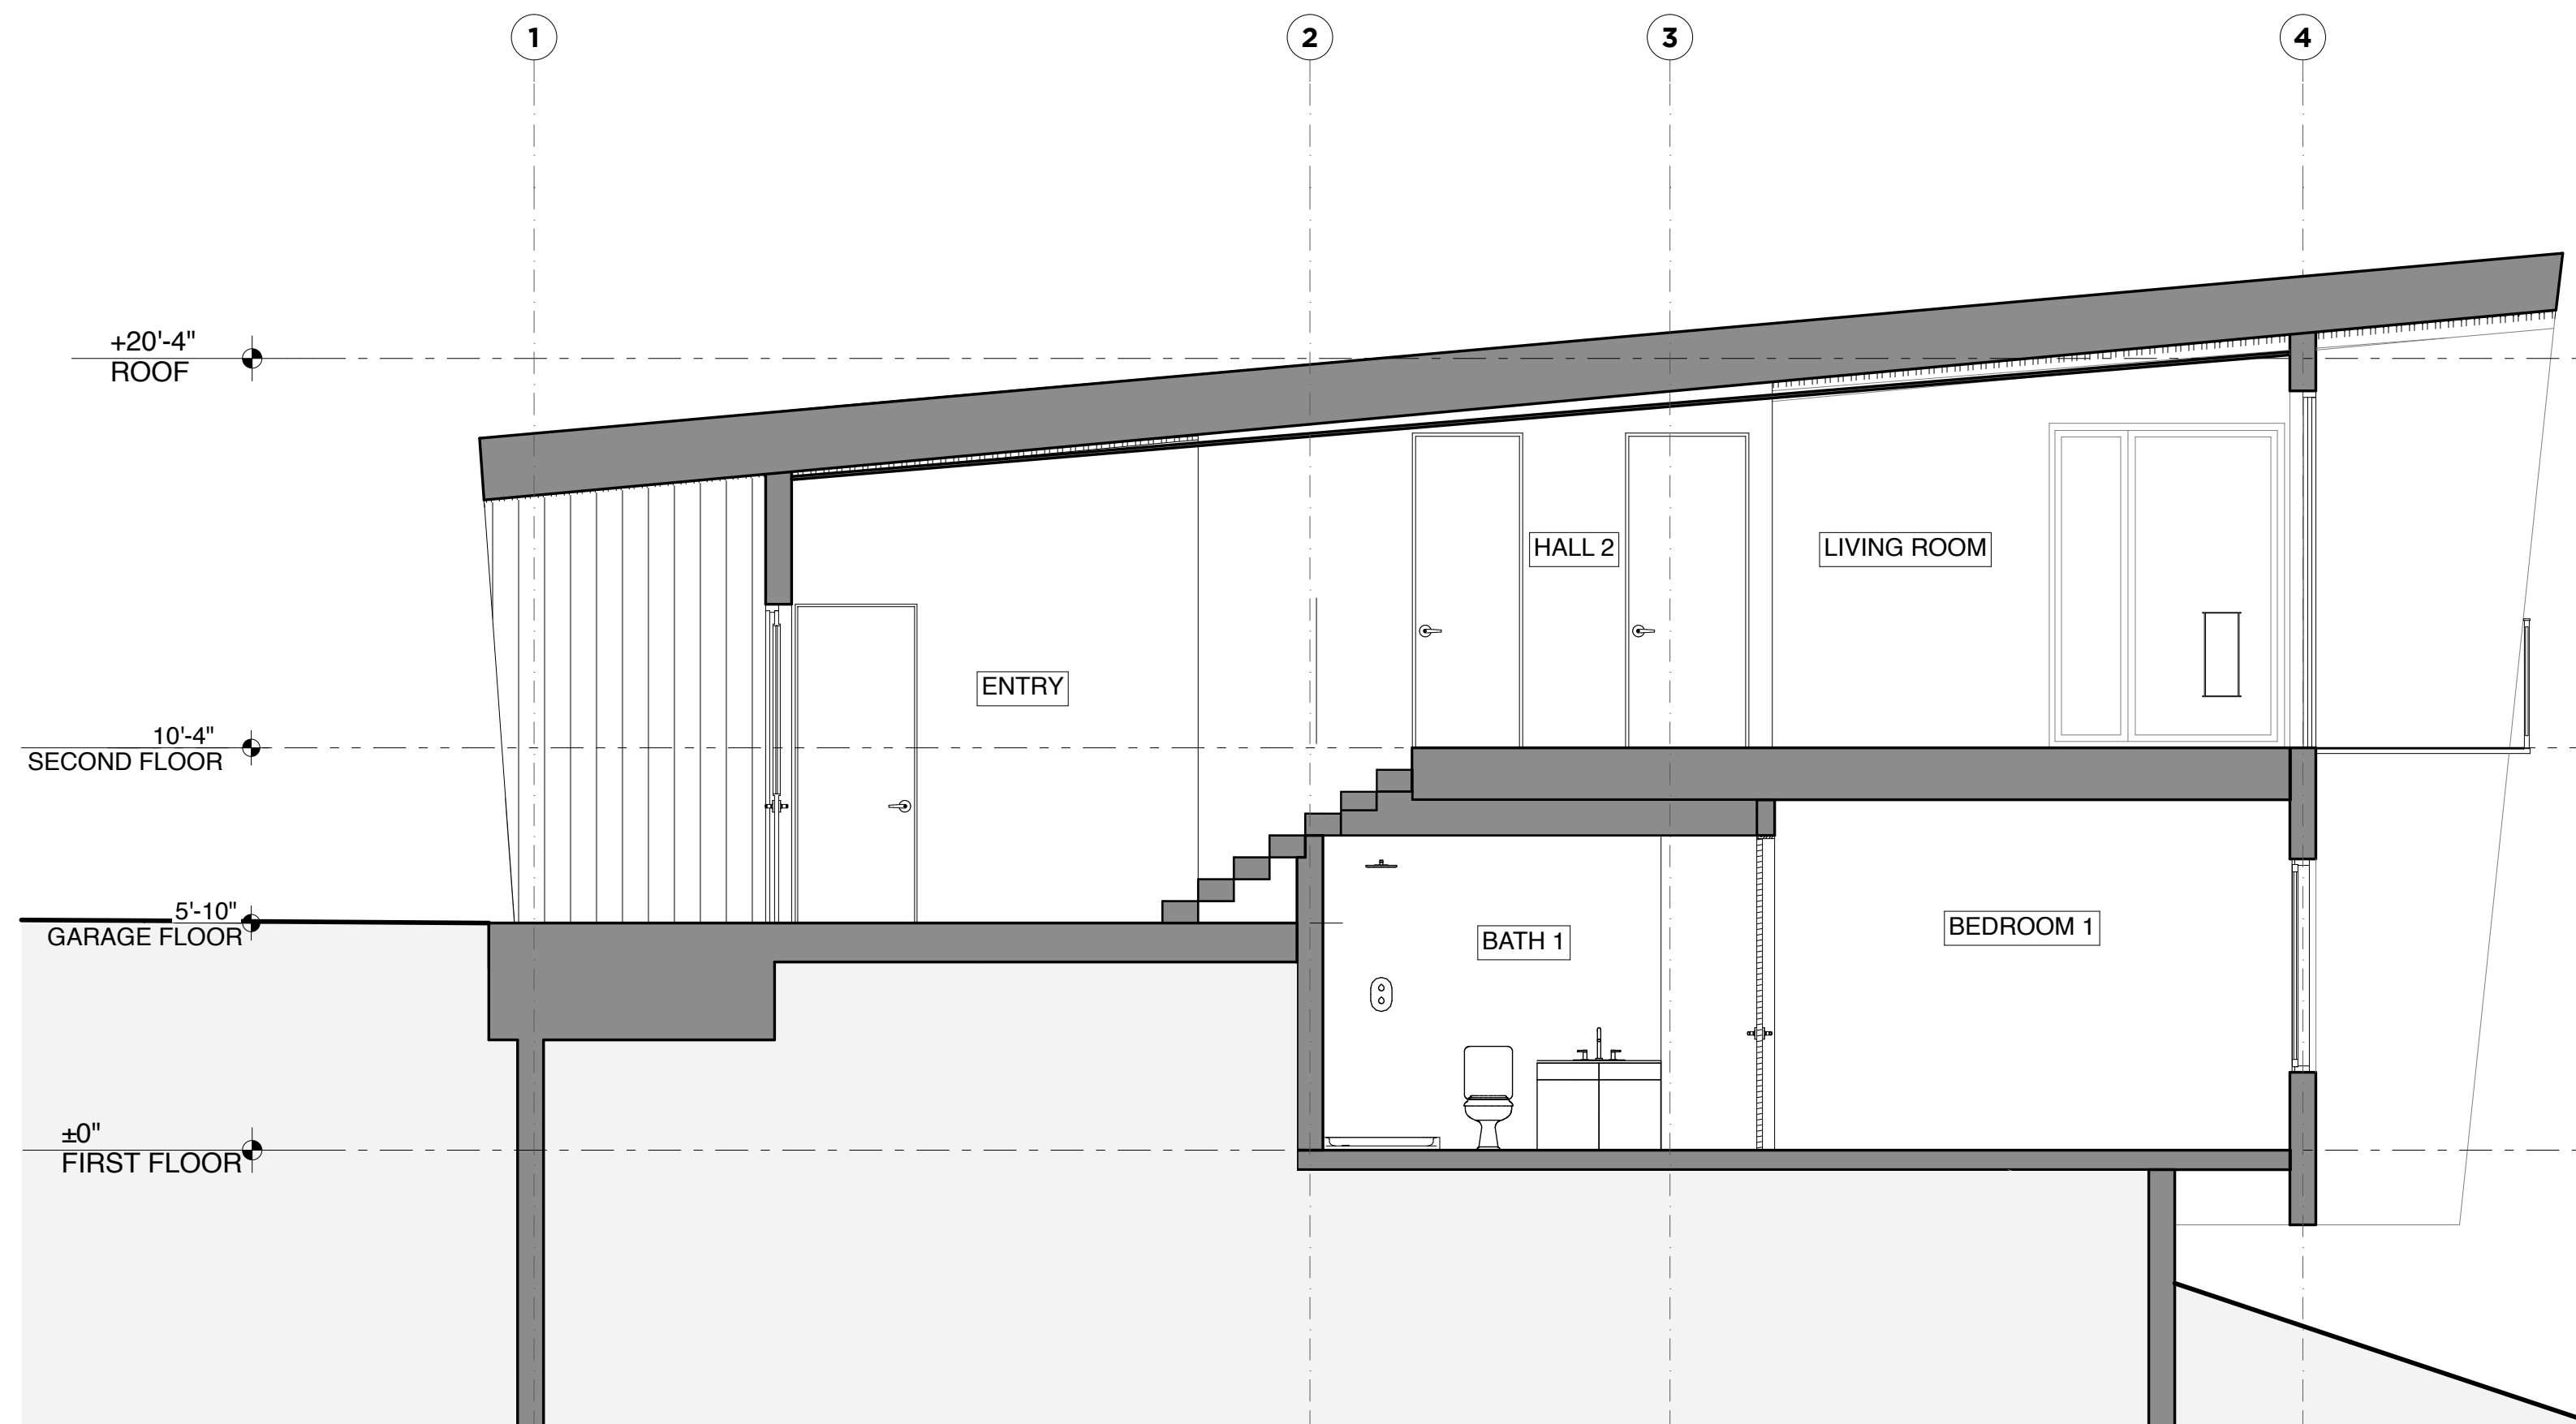 1
2
3
4
+20'-4"
ROOF
HALL 2
LIVING ROOM
ENTRY
10'-4"
SECOND FLOOR
5'-10"
GARAGE FLOOR
BATH 1
BEDROOM 1
±0"
FIRST FLOOR